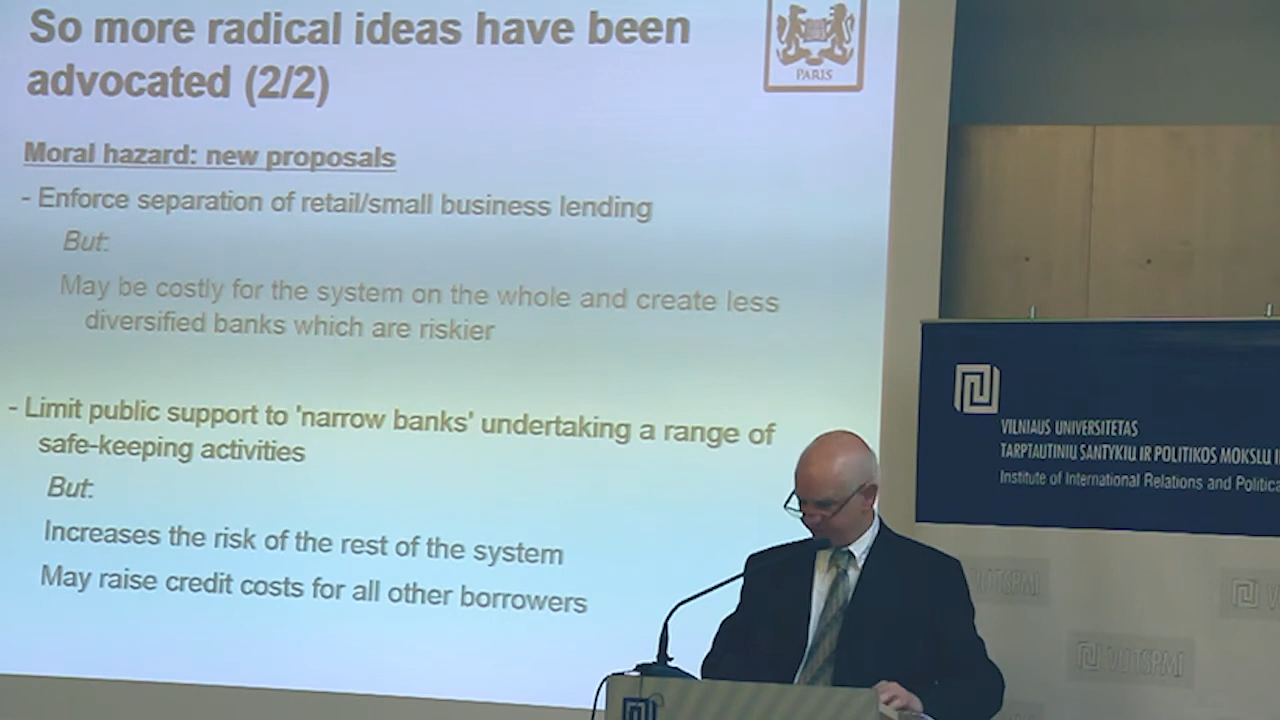 So more radical ideas have been
advocated (2/2)
PARIS
Moral hazard: new proposals
- Enforce separation of retail/small business lending
But:
May be costly for the system on the whole and create less
diversified banks which are riskier
- Limit public support to 'narrow banks' undertaking a range of
safe-keeping activities
But:
Increases the risk of the rest of the system
May raise credit costs for all other borrowers
VILNIAUS UNIVERSITETAS
TARPTAUTINIŲ SANTYKIŲ IR POLITIKOS MOKSLŲ
Institute of International Relations and
VUTSPMI